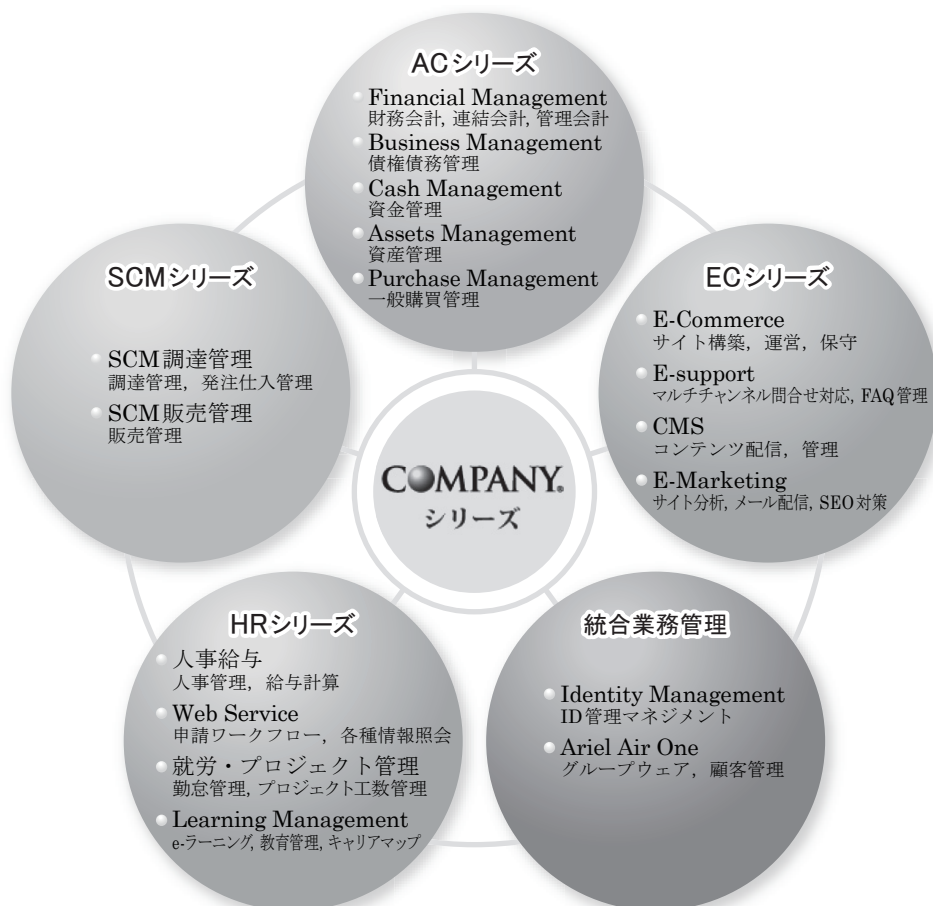 ACシリーズ
Financial Management
財務会計, 連結会計, 管理会計
Business Management
債権債務管理
Cash Management
資金管理
Assets Management
資産管理
Purchase Management
一般購買管理
SCMシリーズ
SCM調達管理
調達管理，発注仕入管理
SCM販売管理
販売管理
ECシリーズ
E-Commerce
サイト構築，運営，保守
E-support
マルチチャンネル問合せ対応, FAQ管理
CMS
コンテンツ配信，管理
E-Marketing
サイト分析, メール配信, SEO対策
COMPANY®
シリーズ
HRシリーズ
人事給与
人事管理，給与計算
Web Service
申請ワークフロー，各種情報照会
就労・プロジェクト管理
勤怠管理, プロジェクト工数管理
Learning Management
e-ラーニング, 教育管理, キャリアマップ
統合業務管理
Identity Management
ID管理マネジメント
Ariel Air One
グループウェア，顧客管理